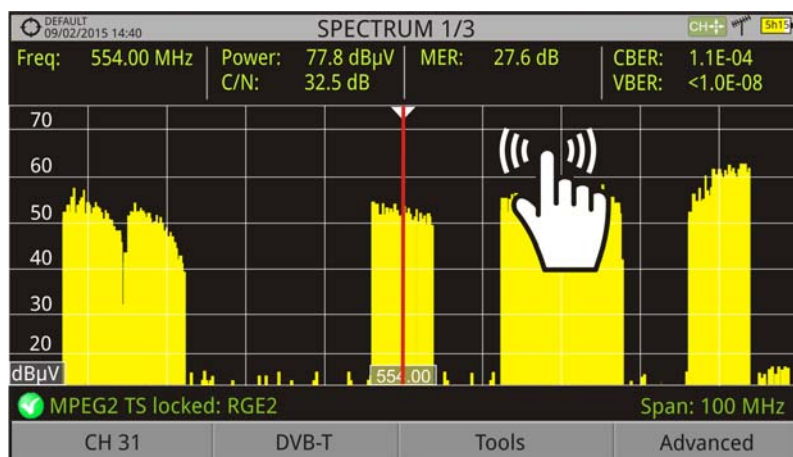 DEFAULT
09/02/2015 14:40
SPECTRUM 1/3
CH
5h15
Freq: 554.00 MHz
Power: 77.8 dBµV
C/N: 32.5 dB
MER: 27.6 dB
CBER: 1.1E-04
VBER: <1.0E-08
70
60
50
40
30
20
dBµV
554.00
MPEG2 TS locked: RGE2
Span: 100 MHz
CH 31
DVB-T
Tools
Advanced